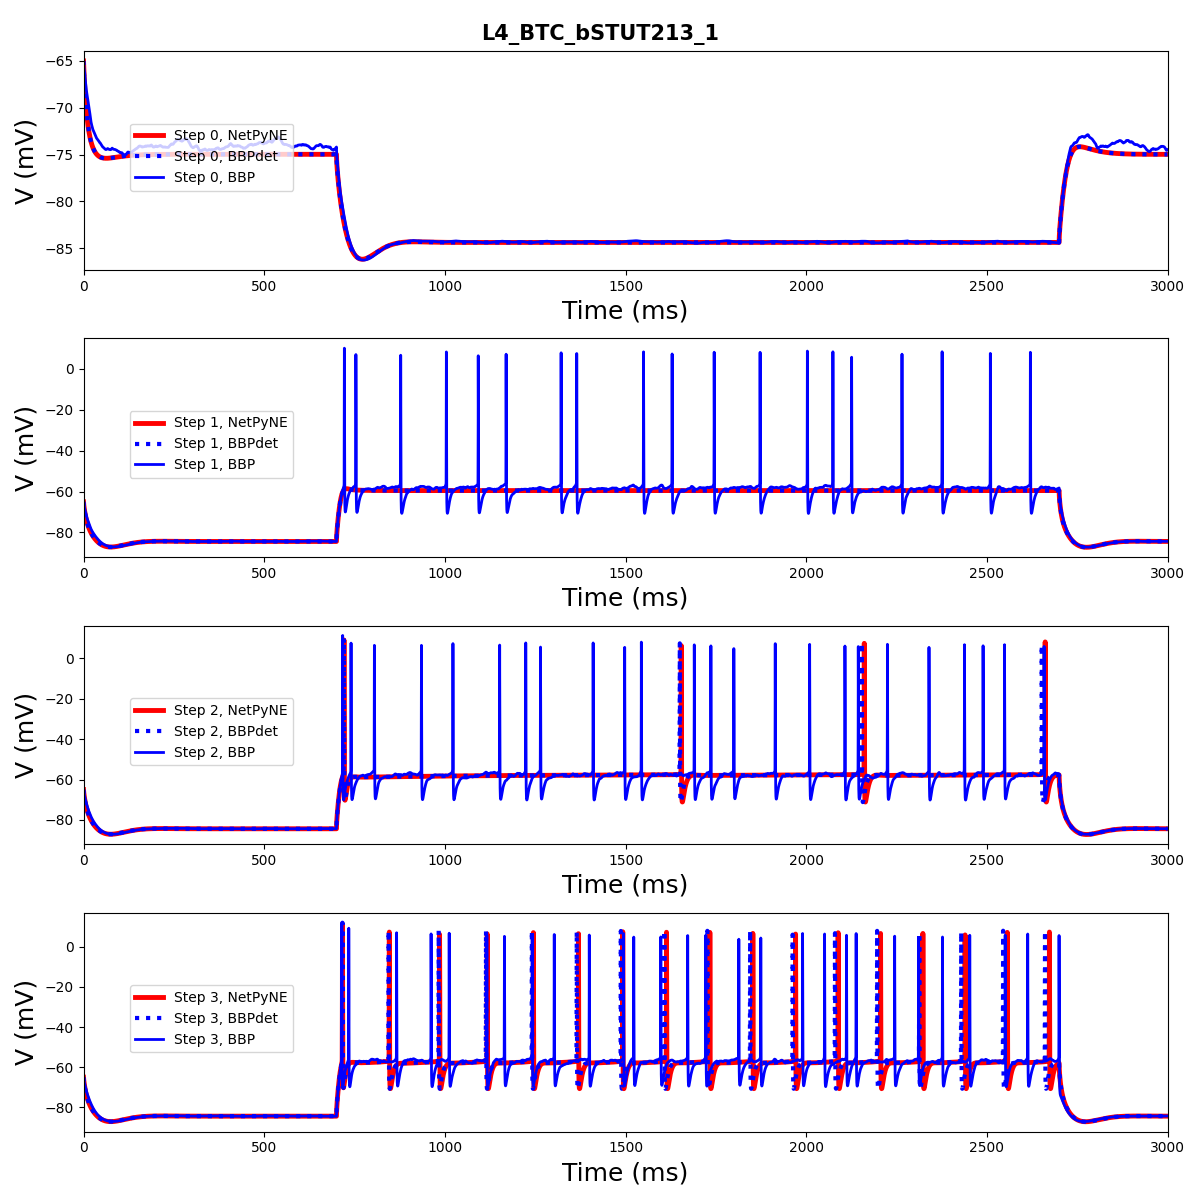 L4_BTC_bSTUT213_1
−65
−70
−75
−80
−85
V (mV)
Step 0, NetPyNE
Step 0, BBPdet
Step 0, BBP
0 500 1000 1500 2000 2500 3000
Time (ms)
0
−20
−40
−60
−80
V (mV)
Step 1, NetPyNE
Step 1, BBPdet
Step 1, BBP
0 500 1000 1500 2000 2500 3000
Time (ms)
0
−20
−40
−60
−80
V (mV)
Step 2, NetPyNE
Step 2, BBPdet
Step 2, BBP
0 500 1000 1500 2000 2500 3000
Time (ms)
0
−20
−40
−60
−80
V (mV)
Step 3, NetPyNE
Step 3, BBPdet
Step 3, BBP
0 500 1000 1500 2000 2500 3000
Time (ms)